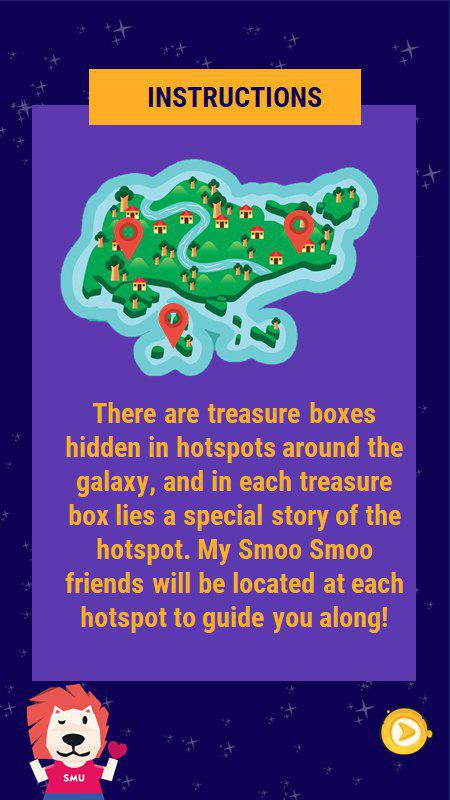 INSTRUCTIONS
There are treasure boxes
hidden in hotspots around the
galaxy, and in each treasure
box lies a special story of the
hotspot. My Smoo Smoo
friends will be located at each
hotspot to guide you along!
SMU